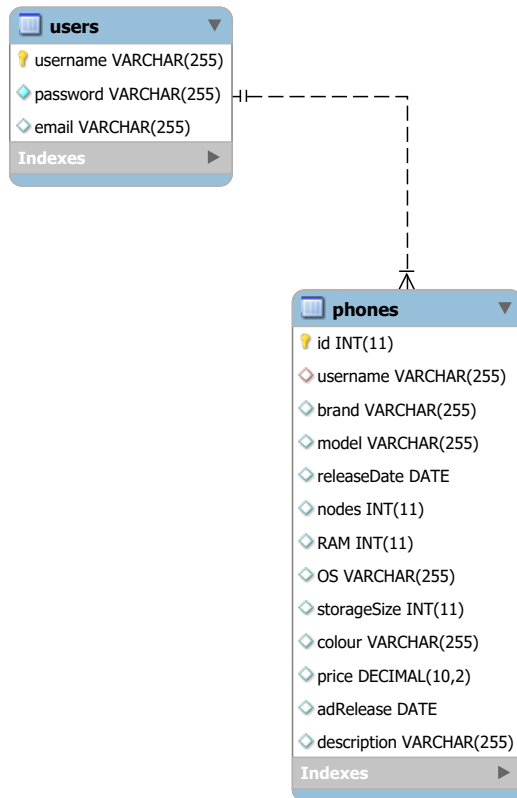 users
username VARCHAR(255)
password VARCHAR(255)
email VARCHAR(255)
Indexes
phones
id INT(11)
username VARCHAR(255)
brand VARCHAR(255)
model VARCHAR(255)
releaseDate DATE
nodes INT(11)
RAM INT(11)
OS VARCHAR(255)
storageSize INT(11)
colour VARCHAR(255)
price DECIMAL(10,2)
adRelease DATE
description VARCHAR(255)
Indexes